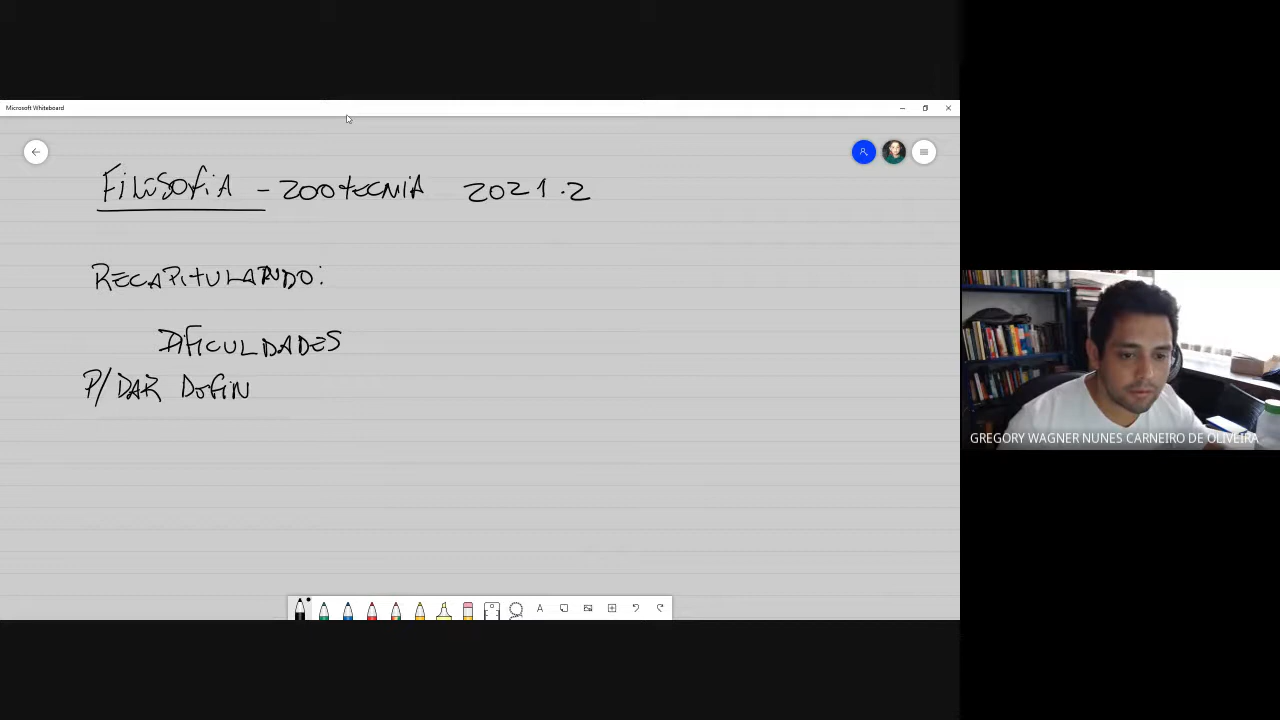 Microsoft Whiteboard
FiLosofiA - ZOOTECNIA 2021.2
RECAPITULANDO:
DIFICULDADES
P/ DAR DEFIN
GREGORY WAGNER NUNES CARNEIRO DE OLIVEIRA